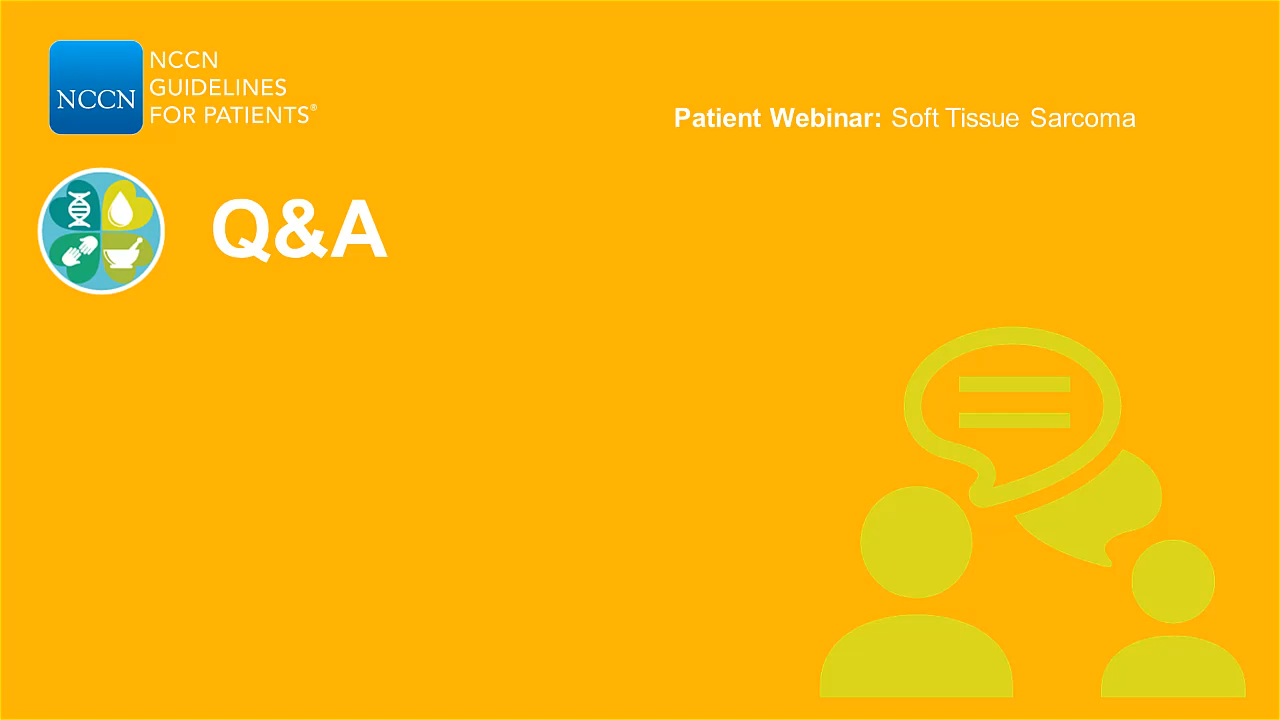 NCCN
NCCN
GUIDELINES
FOR PATIENTS®
Patient Webinar: Soft Tissue Sarcoma
Q&A